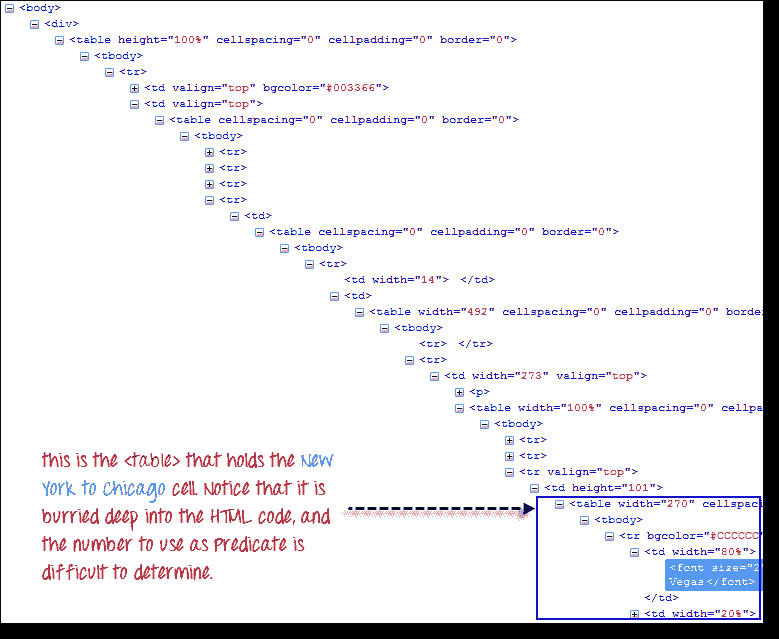 <body>
<div>
<table height="100%" cellspacing="0" cellpadding="0" border="0">
<tbody>
<tr>
<td valign="top" bgcolor="#003366">
<td valign="top">
<table cellspacing="0" cellpadding="0" border="0">
<tbody>
<tr>
<tr>
<tr>
<tr>
<td>
<table cellspacing="0" cellpadding="0" border="0">
<tbody>
<tr>
<td width="14"> </td>
<td>
<table width="492" cellspacing="0" cellpadding="0" borde
<tbody>
<tr> </tr>
<tr>
<td width="273" valign="top">
<p>
<table width="100%" cellspacing="0" cellpa
<tbody>
<tr>
<tr>
<tr valign="top">
<td height="101">
<table width="270" cellspaci
<tbody>
<tr bgcolor="#CCCCCC"
<td width="80%">
<font size="2"
Vegas</font>
</td>
<td width="20%">
this is the <table> that holds the New
York to Chicago cell Notice that it is
burried deep into the HTML code, and
the number to use as Predicate is
difficult to determine.